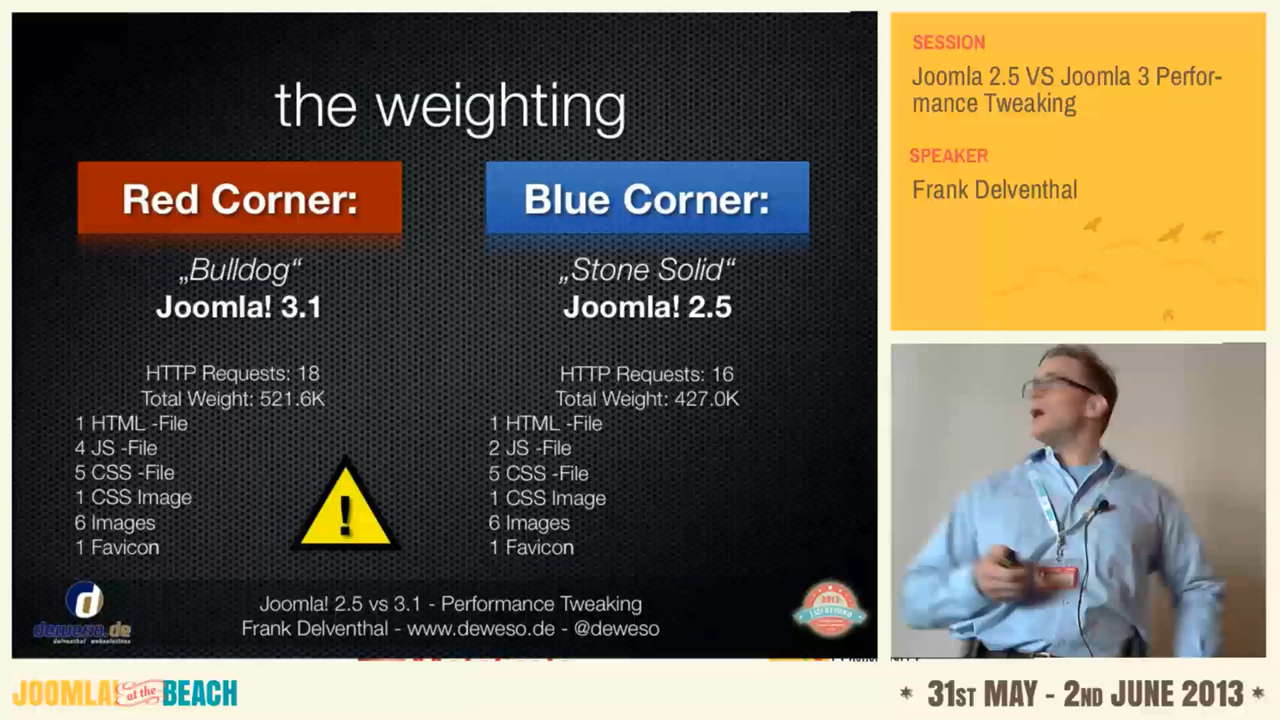 the weighting
Red Corner:
„Bulldog“
Joomla! 3.1
HTTP Requests: 18
Total Weight: 521.6K
1 HTML -File
4 JS -File
5 CSS -File
1 CSS Image
6 Images
1 Favicon
!
Blue Corner:
„Stone Solid“
Joomla! 2.5
HTTP Requests: 16
Total Weight: 427.0K
1 HTML -File
2 JS -File
5 CSS -File
1 CSS Image
6 Images
1 Favicon
d
deweso.de
Joomla! 2.5 vs 3.1 - Performance Tweaking
Frank Delventhal - www.deweso.de - @deweso
2013
SESSION
Joomla 2.5 VS Joomla 3 Perfor-
mance Tweaking
SPEAKER
Frank Delventhal
JOOMLA! at the BEACH
* 31ST MAY - 2ND JUNE 2013 *